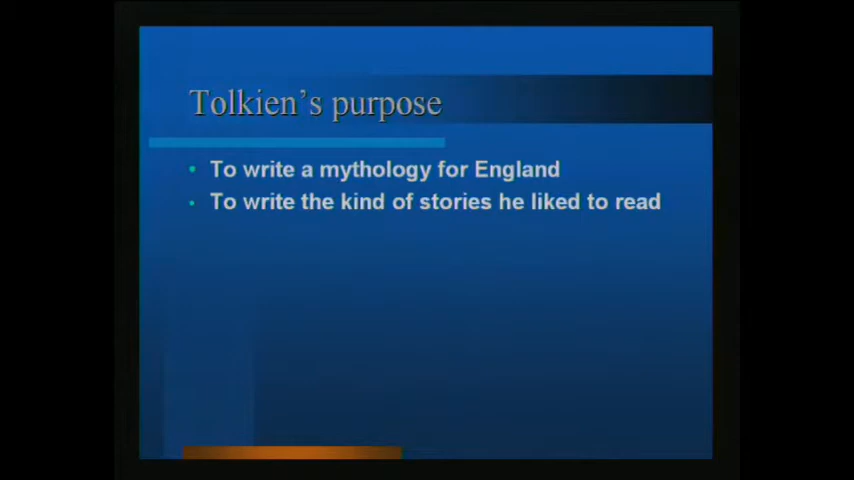 Tolkien's purpose
• To write a mythology for England
• To write the kind of stories he liked to read